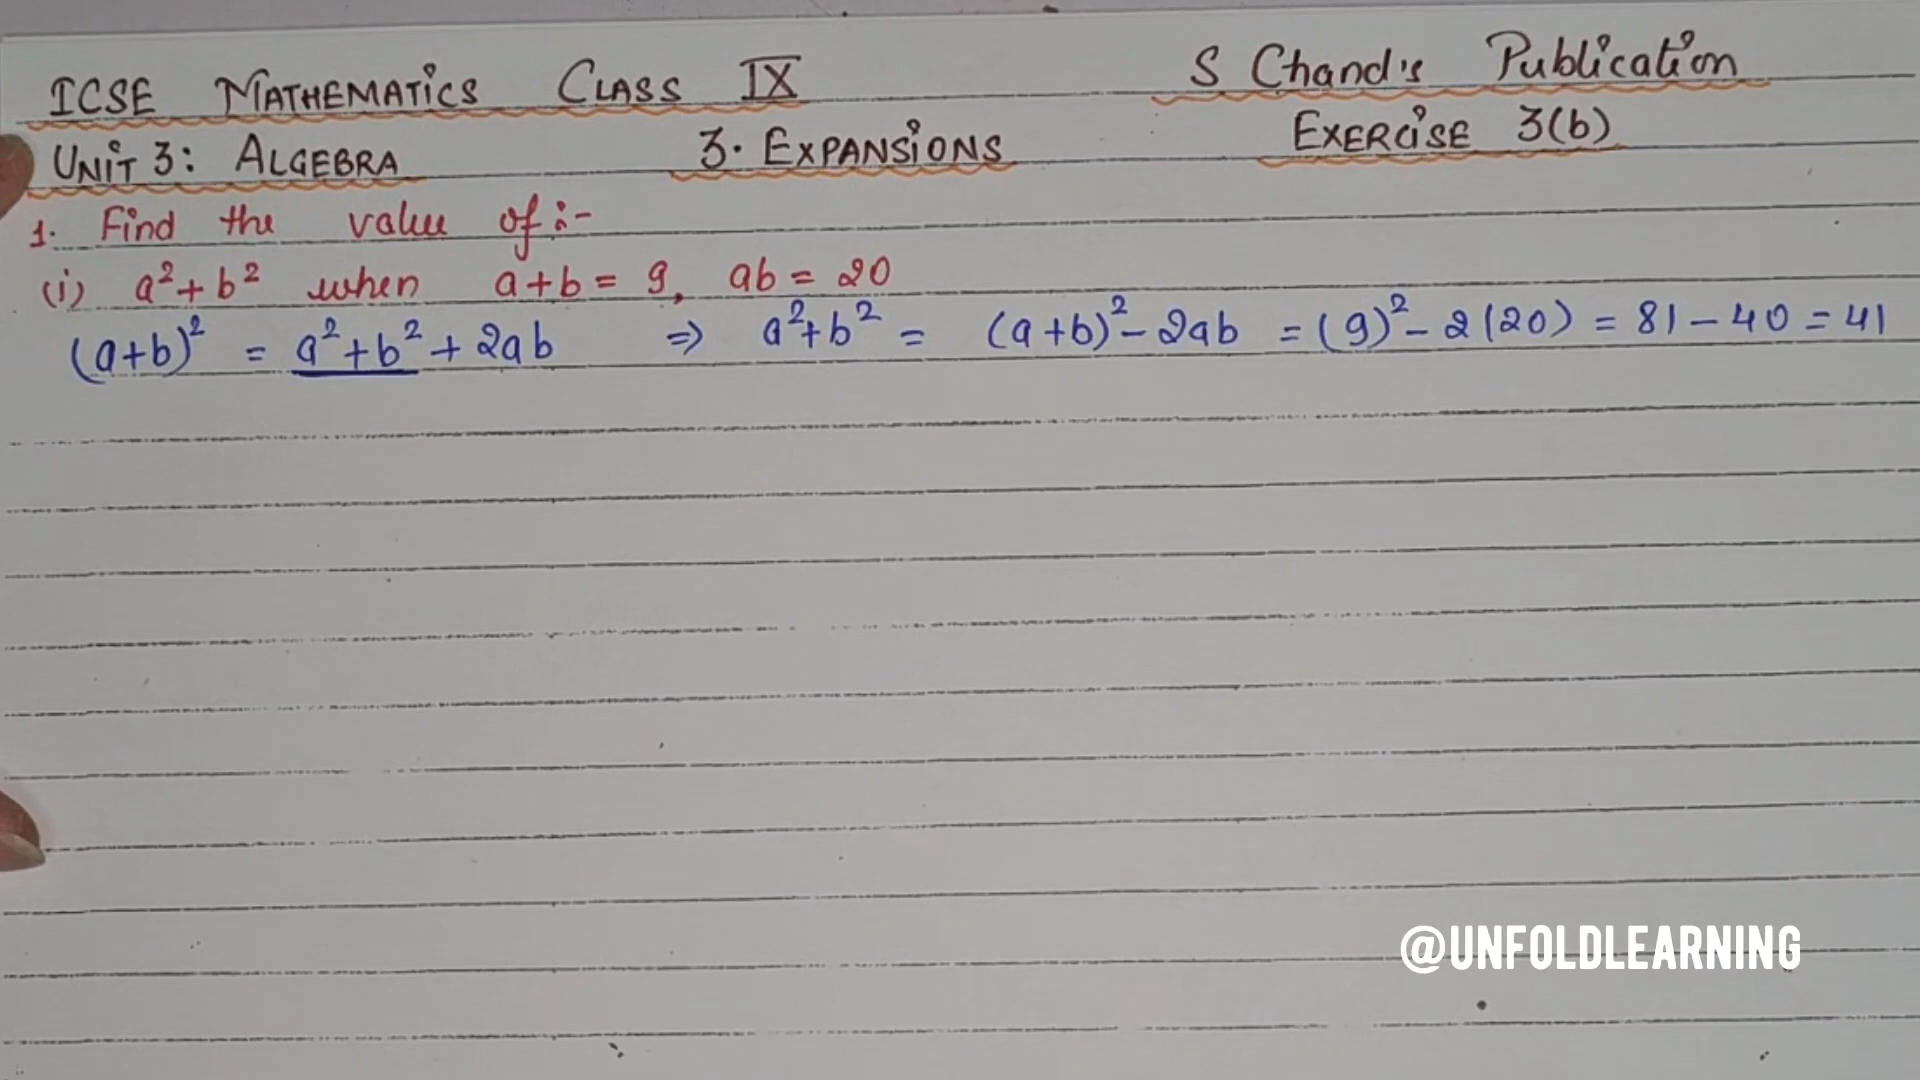 ICSE MATHEMATICS CLASS IX S Chand's Publication
UNIT 3: ALGEBRA 3. EXPANSIONS EXERCISE 3(b)
1. Find the value of :-
(i) a²+b² when a+b = 9, ab = 20
(a+b)² = a²+b²+2ab ⇒ a²+b² = (a+b)²-2ab = (9)²-2(20) = 81-40 = 41
@UNFOLDLEARNING